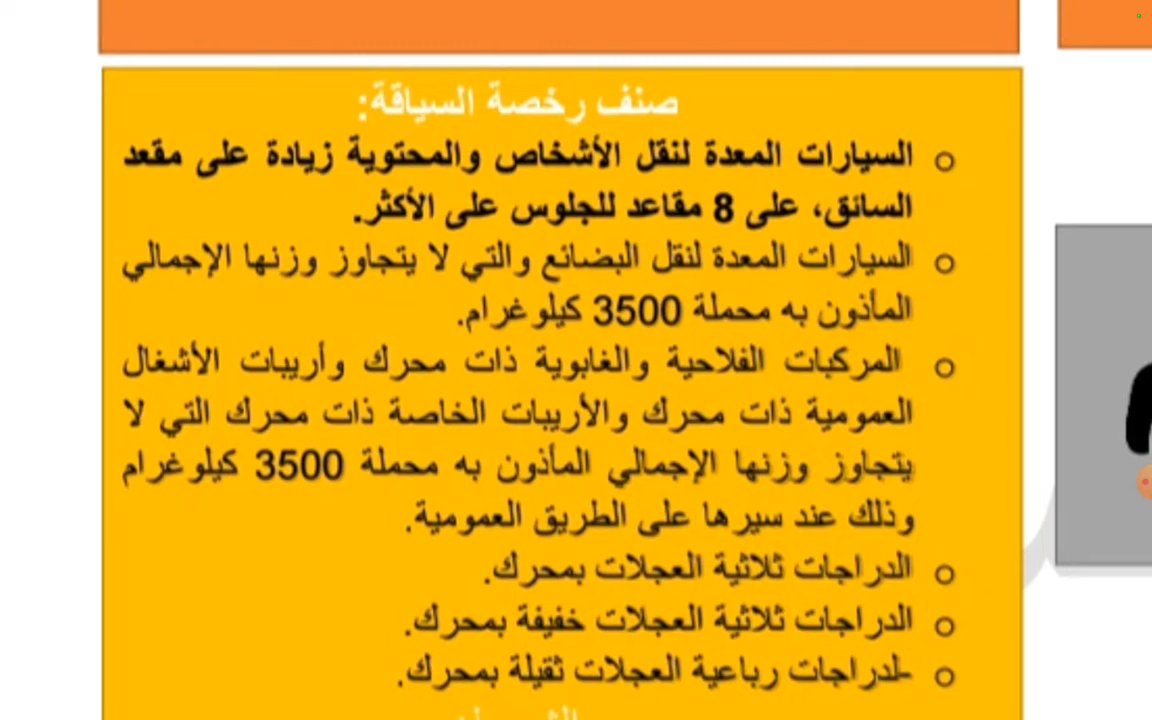 صنف رخصة السياقة:
○ السيارات المعدة لنقل الأشخاص والمحتوية زيادة على مقعد
السائق، على 8 مقاعد للجلوس على الأكثر.
○ السيارات المعدة لنقل البضائع والتي لا يتجاوز وزنها الإجمالي
المأذون به محملة 3500 كيلوغرام.
○ المركبات الفلاحية والغابوية ذات محرك وأريبات الأشغال
العمومية ذات محرك والأريبات الخاصة ذات محرك التي لا
يتجاوز وزنها الإجمالي المأذون به محملة 3500 كيلوغرام
وذلك عند سيرها على الطريق العمومية.
○ الدراجات ثلاثية العجلات بمحرك.
○ الدراجات ثلاثية العجلات خفيفة بمحرك.
○ -لدراجات رباعية العجلات ثقيلة بمحرك.